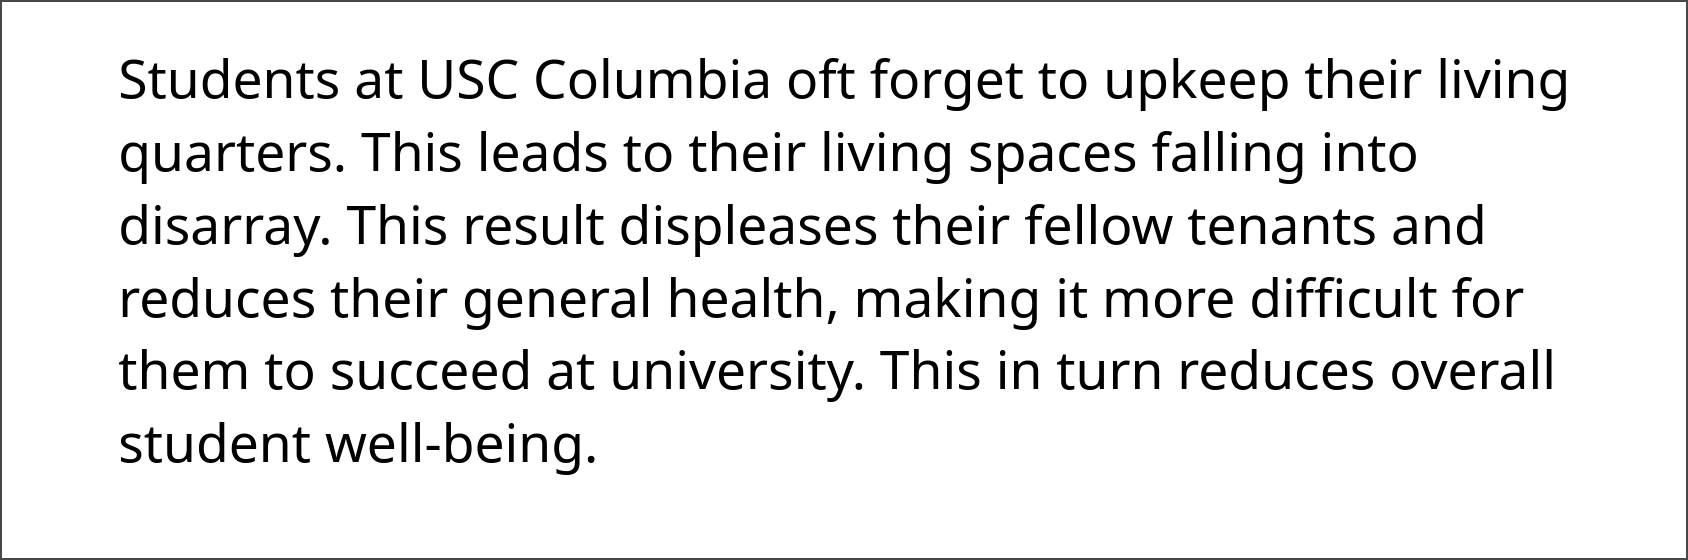 Students at USC Columbia oft forget to upkeep their living
quarters. This leads to their living spaces falling into
disarray. This result displeases their fellow tenants and
reduces their general health, making it more difficult for
them to succeed at university. This in turn reduces overall
student well-being.